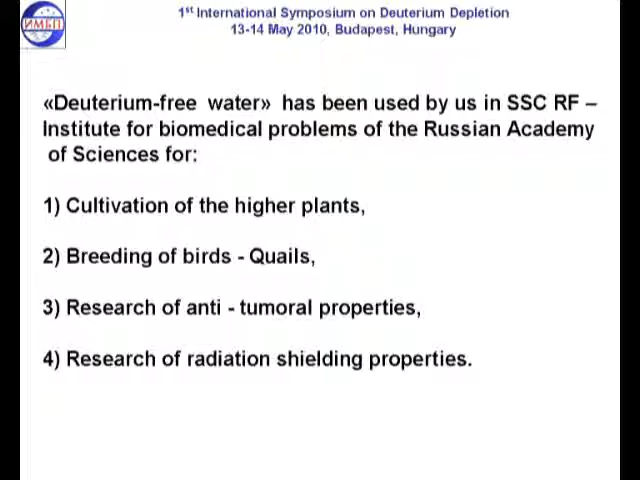 ИМБП
1st International Symposium on Deuterium Depletion
13-14 May 2010, Budapest, Hungary
«Deuterium-free water» has been used by us in SSC RF –
Institute for biomedical problems of the Russian Academy
of Sciences for:
1) Cultivation of the higher plants,
2) Breeding of birds - Quails,
3) Research of anti - tumoral properties,
4) Research of radiation shielding properties.